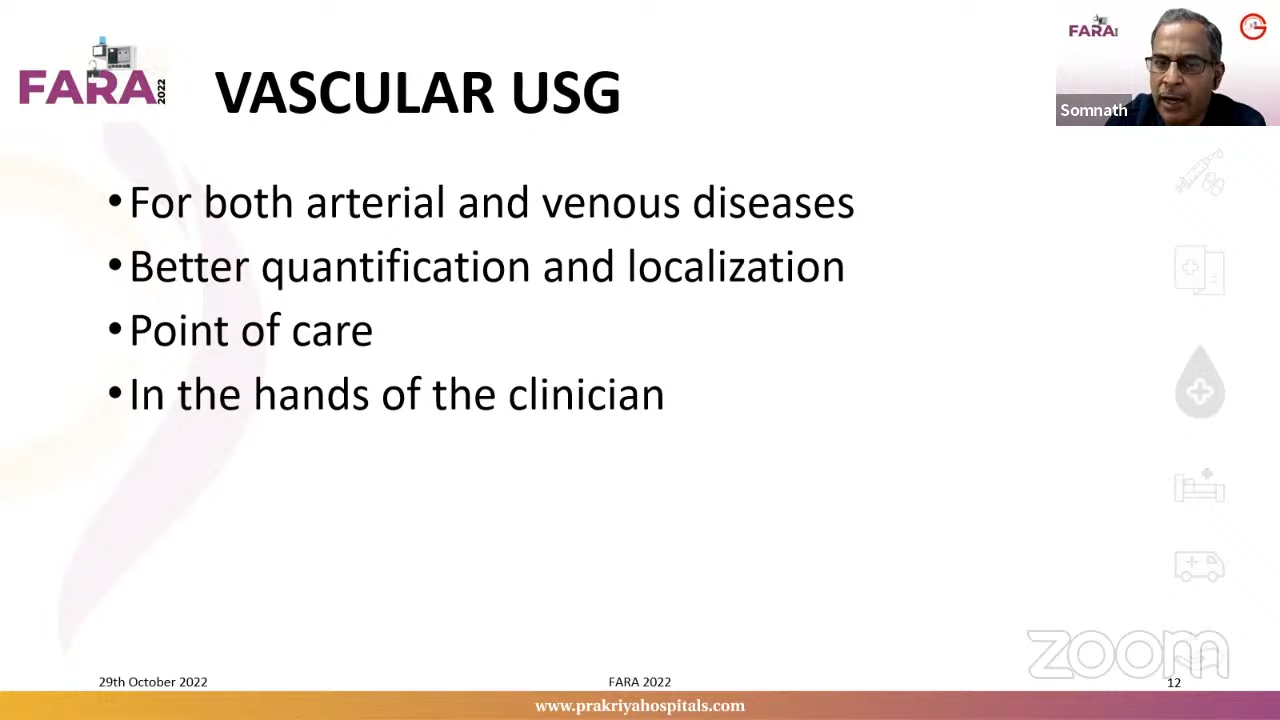 FARA 2022
VASCULAR USG
FARA
Somnath
•For both arterial and venous diseases
•Better quantification and localization
•Point of care
•In the hands of the clinician
zoom
29th October 2022
FARA 2022
12
www.prakriyahospitals.com